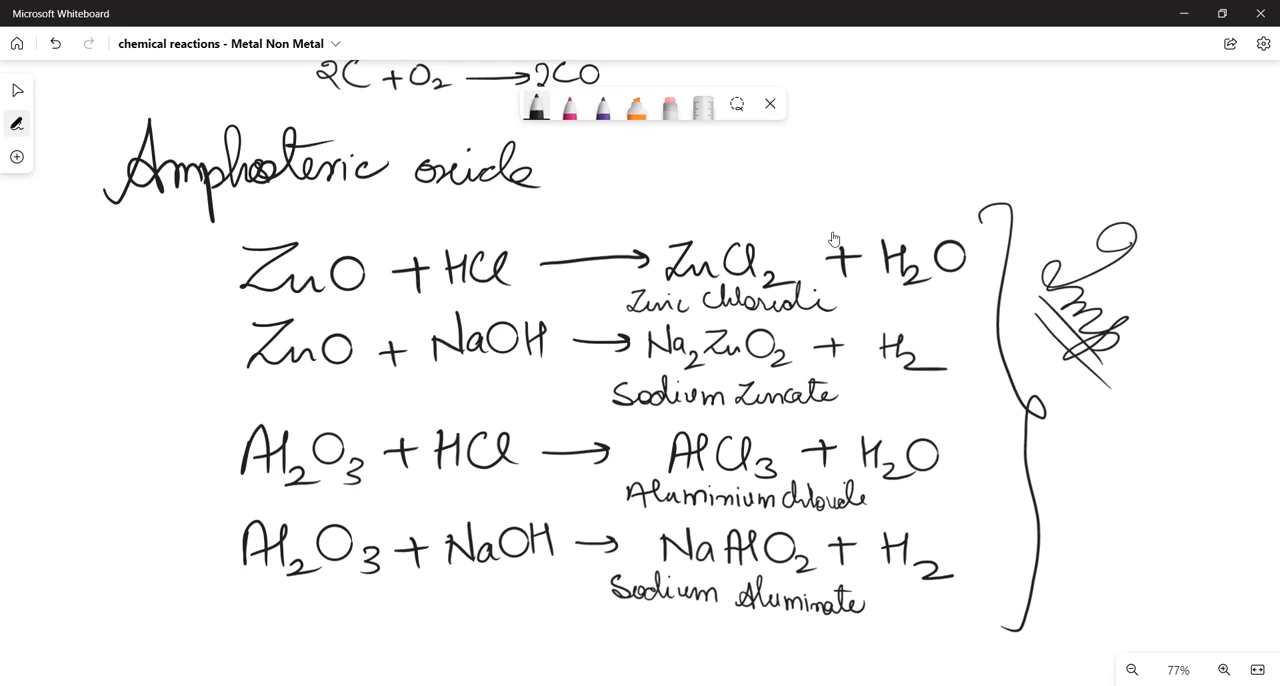 Microsoft Whiteboard
chemical reactions - Metal Non Metal
2C + O2 → 2CO
Amphoteric oxide
ZnO + HCl → ZnCl2 + H2O
Zinc chloride
ZnO + NaOH → Na2ZnO2 + H2
Sodium Zincate
Al2O3 + HCl → AlCl3 + H2O
Aluminium chloride
Al2O3 + NaOH → NaAlO2 + H2
Sodium Aluminate
77%